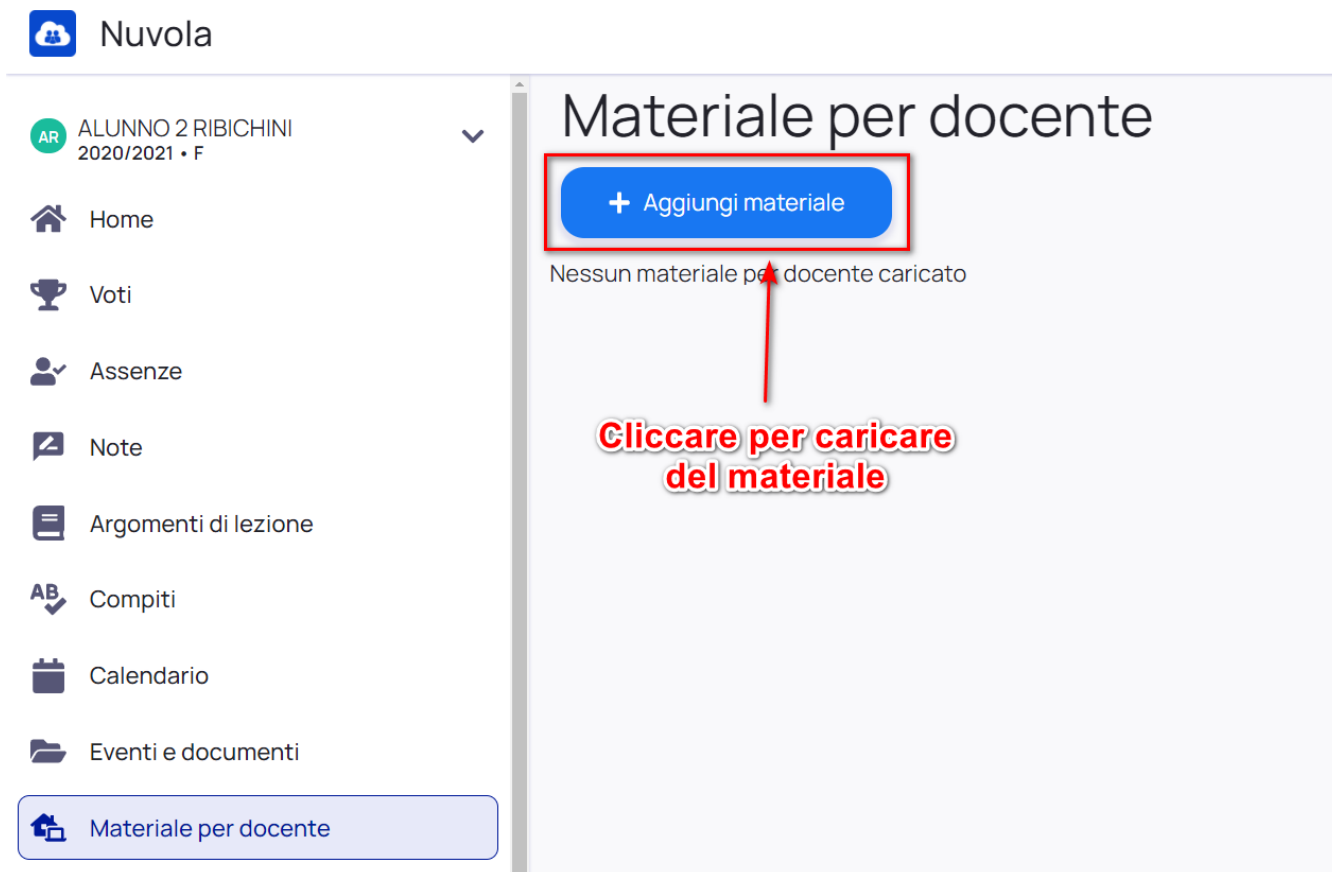 Nuvola
AR
ALUNNO 2 RIBICHINI
2020/2021 • F
Home
Voti
Assenze
Note
Argomenti di lezione
AB
Compiti
Calendario
Eventi e documenti
Materiale per docente
Materiale per docente
+ Aggiungi materiale
Nessun materiale per docente caricato
Cliccare per caricare
del materiale